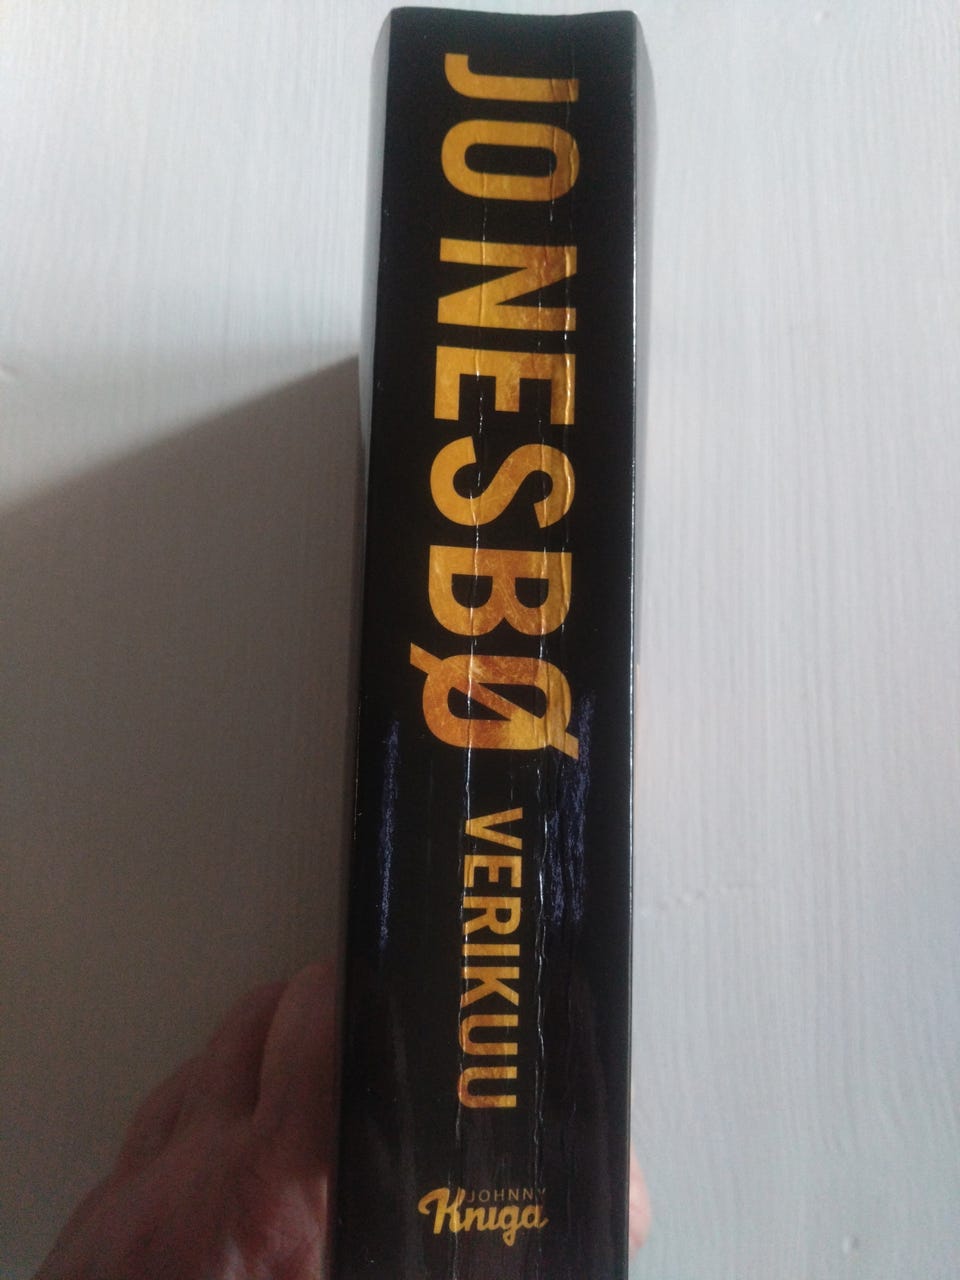 JO NESBØ
VERIKUU
JOHNNY
Kniga